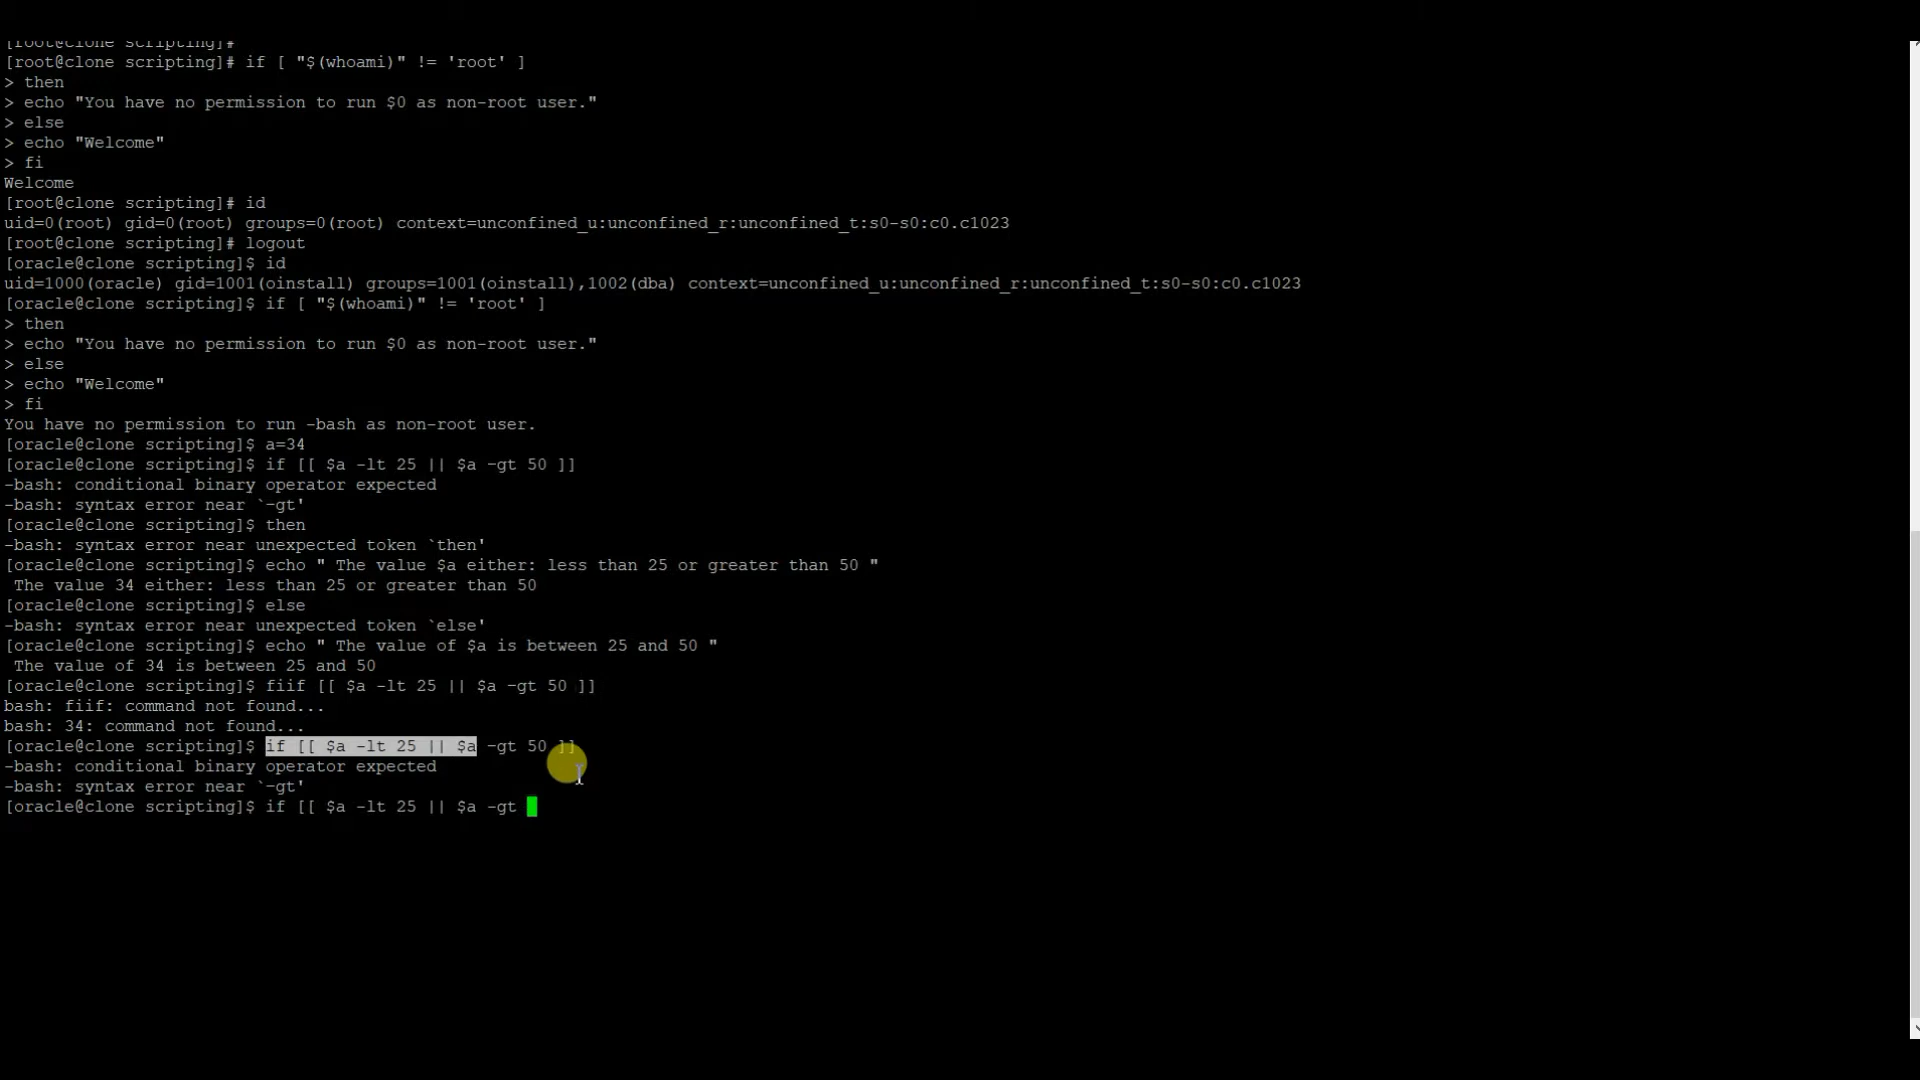 [root@clone scripting]#
[root@clone scripting]# if [ "$(whoami)" != 'root' ]
> then
> echo "You have no permission to run $0 as non-root user."
> else
> echo "Welcome"
> fi
Welcome
[root@clone scripting]# id
uid=0(root) gid=0(root) groups=0(root) context=unconfined_u:unconfined_r:unconfined_t:s0-s0:c0.c1023
[root@clone scripting]# logout
[oracle@clone scripting]$ id
uid=1000(oracle) gid=1001(oinstall) groups=1001(oinstall),1002(dba) context=unconfined_u:unconfined_r:unconfined_t:s0-s0:c0.c1023
[oracle@clone scripting]$ if [ "$(whoami)" != 'root' ]
> then
> echo "You have no permission to run $0 as non-root user."
> else
> echo "Welcome"
> fi
You have no permission to run -bash as non-root user.
[oracle@clone scripting]$ a=34
[oracle@clone scripting]$ if [[ $a -lt 25 || $a -gt 50 ]]
-bash: conditional binary operator expected
-bash: syntax error near `-gt'
[oracle@clone scripting]$ then
-bash: syntax error near unexpected token `then'
[oracle@clone scripting]$ echo " The value $a either: less than 25 or greater than 50 "
 The value 34 either: less than 25 or greater than 50
[oracle@clone scripting]$ else
-bash: syntax error near unexpected token `else'
[oracle@clone scripting]$ echo " The value of $a is between 25 and 50 "
 The value of 34 is between 25 and 50
[oracle@clone scripting]$ fiif [[ $a -lt 25 || $a -gt 50 ]]
bash: fiif: command not found...
bash: 34: command not found...
[oracle@clone scripting]$ if [[ $a -lt 25 || $a -gt 50 ]]
-bash: conditional binary operator expected
-bash: syntax error near `-gt'
[oracle@clone scripting]$ if [[ $a -lt 25 || $a -gt